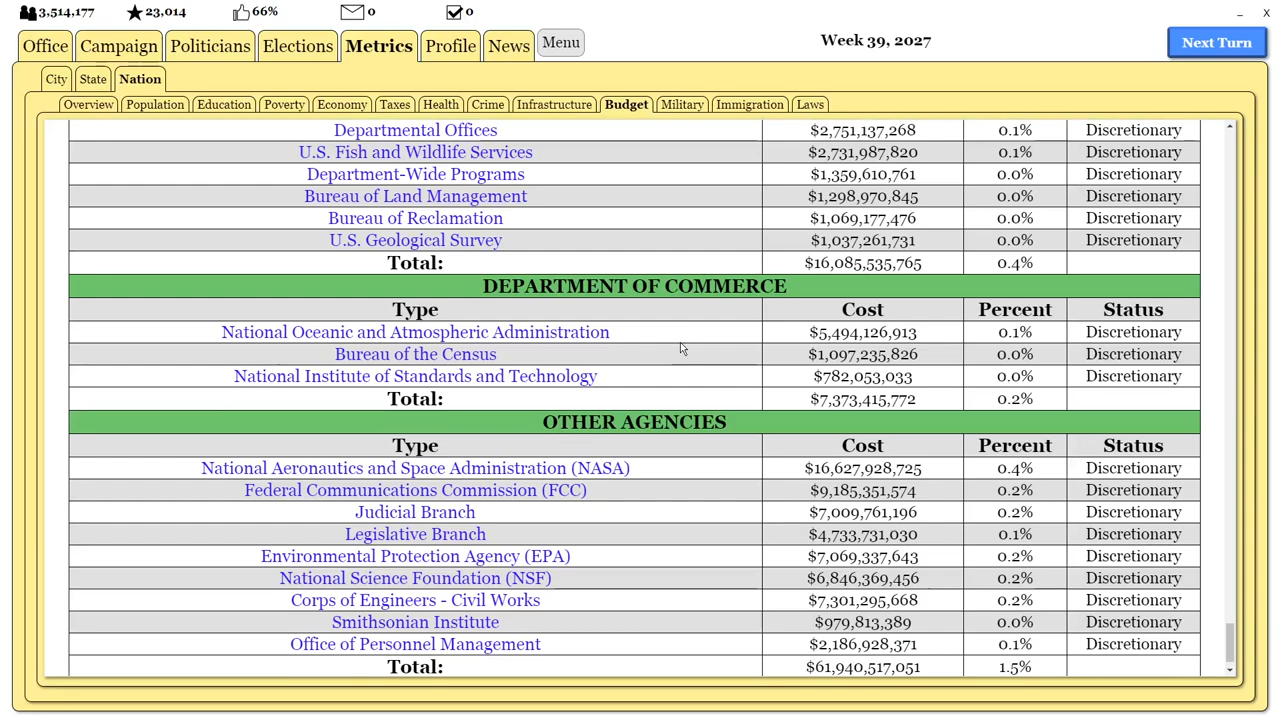 3,514,177 23,014 66% 0 0 _ X
Office Campaign Politicians Elections Metrics Profile News Menu Week 39, 2027 Next Turn
City State Nation
Overview Population Education Poverty Economy Taxes Health Crime Infrastructure Budget Military Immigration Laws
Departmental Offices $2,751,137,268 0.1% Discretionary
U.S. Fish and Wildlife Services $2,731,987,820 0.1% Discretionary
Department-Wide Programs $1,359,610,761 0.0% Discretionary
Bureau of Land Management $1,298,970,845 0.0% Discretionary
Bureau of Reclamation $1,069,177,476 0.0% Discretionary
U.S. Geological Survey $1,037,261,731 0.0% Discretionary
Total: $16,085,535,765 0.4%
DEPARTMENT OF COMMERCE
Type Cost Percent Status
National Oceanic and Atmospheric Administration $5,494,126,913 0.1% Discretionary
Bureau of the Census $1,097,235,826 0.0% Discretionary
National Institute of Standards and Technology $782,053,033 0.0% Discretionary
Total: $7,373,415,772 0.2%
OTHER AGENCIES
Type Cost Percent Status
National Aeronautics and Space Administration (NASA) $16,627,928,725 0.4% Discretionary
Federal Communications Commission (FCC) $9,185,351,574 0.2% Discretionary
Judicial Branch $7,009,761,196 0.2% Discretionary
Legislative Branch $4,733,731,030 0.1% Discretionary
Environmental Protection Agency (EPA) $7,069,337,643 0.2% Discretionary
National Science Foundation (NSF) $6,846,369,456 0.2% Discretionary
Corps of Engineers - Civil Works $7,301,295,668 0.2% Discretionary
Smithsonian Institute $979,813,389 0.0% Discretionary
Office of Personnel Management $2,186,928,371 0.1% Discretionary
Total: $61,940,517,051 1.5%